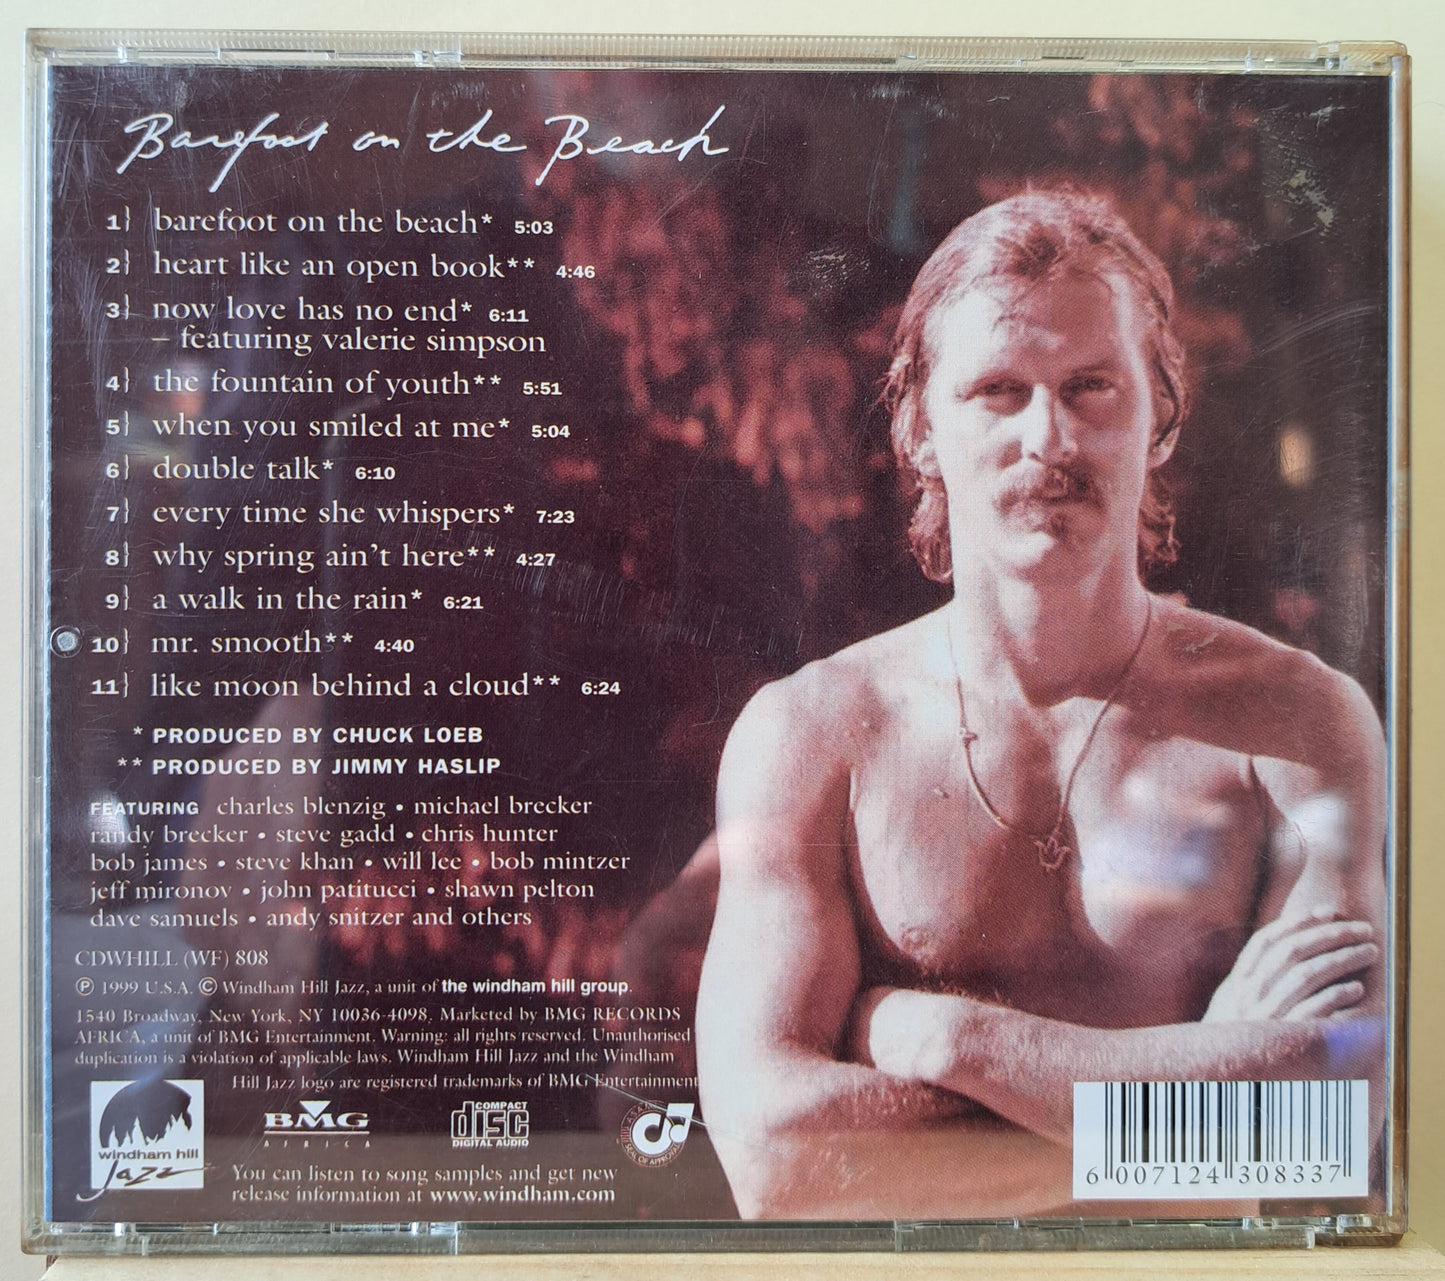 Barefoot on the Beach
1} barefoot on the beach* 5:03
2} heart like an open book** 4:46
3} now love has no end* 6:11
– featuring valerie simpson
4} the fountain of youth** 5:51
5} when you smiled at me* 5:04
6} double talk* 6:10
7} every time she whispers* 7:23
8} why spring ain't here** 4:27
9} a walk in the rain* 6:21
10} mr. smooth** 4:40
11} like moon behind a cloud** 6:24
* PRODUCED BY CHUCK LOEB
** PRODUCED BY JIMMY HASLIP
FEATURING charles blenzig • michael brecker
randy brecker • steve gadd • chris hunter
bob james • steve khan • will lee • bob mintzer
jeff mironov • john patitucci • shawn pelton
dave samuels • andy snitzer and others
CDWHILL (WF) 808
℗ 1999 U.S.A. © Windham Hill Jazz, a unit of the windham hill group.
1540 Broadway, New York, NY 10036-4098. Marketed by BMG RECORDS
AFRICA, a unit of BMG Entertainment. Warning: all rights reserved. Unauthorised
duplication is a violation of applicable laws. Windham Hill Jazz and the Windham
Hill Jazz logo are registered trademarks of BMG Entertainment
windham hill
Jazz
BMG
AFRICA
COMPACT
disc
DIGITAL AUDIO
ASAMI
SEAL OF APPROVAL
You can listen to song samples and get new
release information at www.windham.com
6 007124 308337